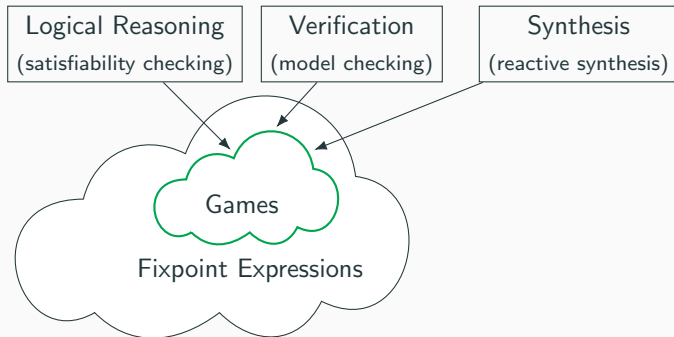 Logical Reasoning
(satisfiability checking)
Verification
(model checking)
Synthesis
(reactive synthesis)
Games
Fixpoint Expressions